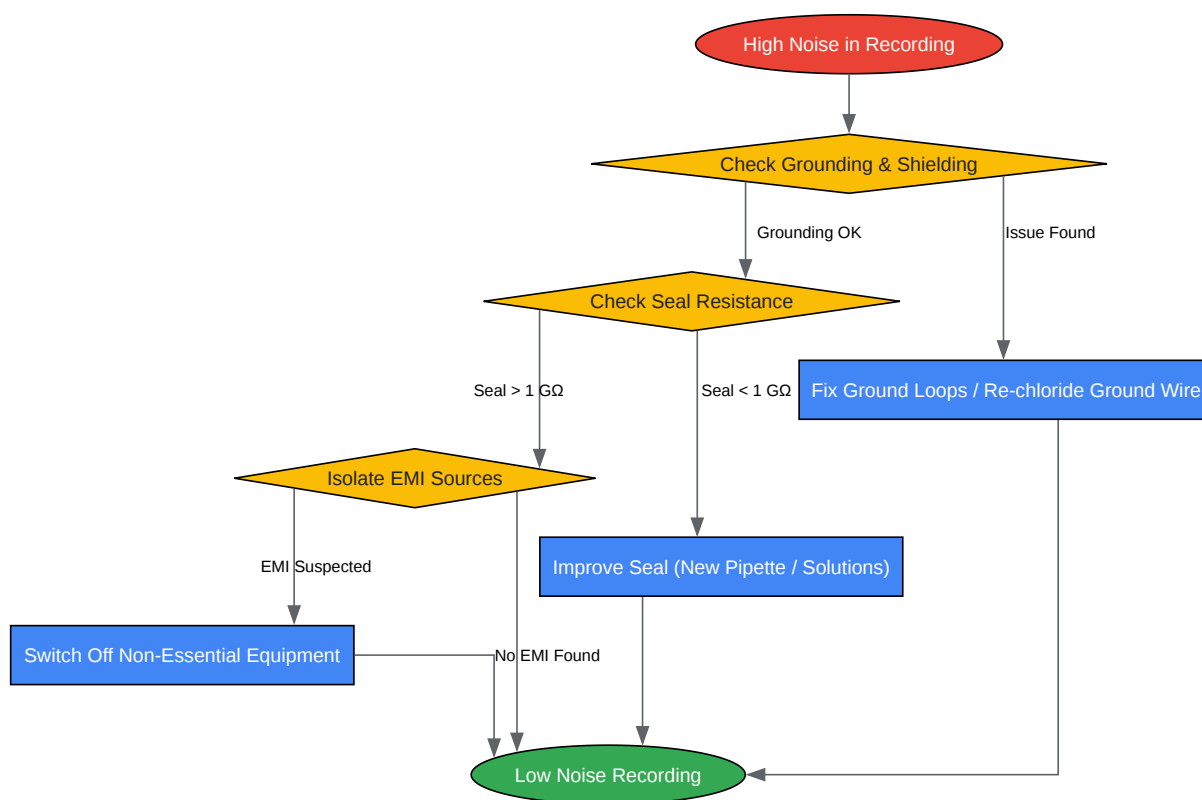 High Noise in Recording
Check Grounding & Shielding
Grounding OK
Issue Found
Check Seal Resistance
Seal > 1 GΩ
Seal < 1 GΩ
Fix Ground Loops / Re-chloride Ground Wire
Isolate EMI Sources
EMI Suspected
Improve Seal (New Pipette / Solutions)
Switch Off Non-Essential Equipment
No EMI Found
Low Noise Recording